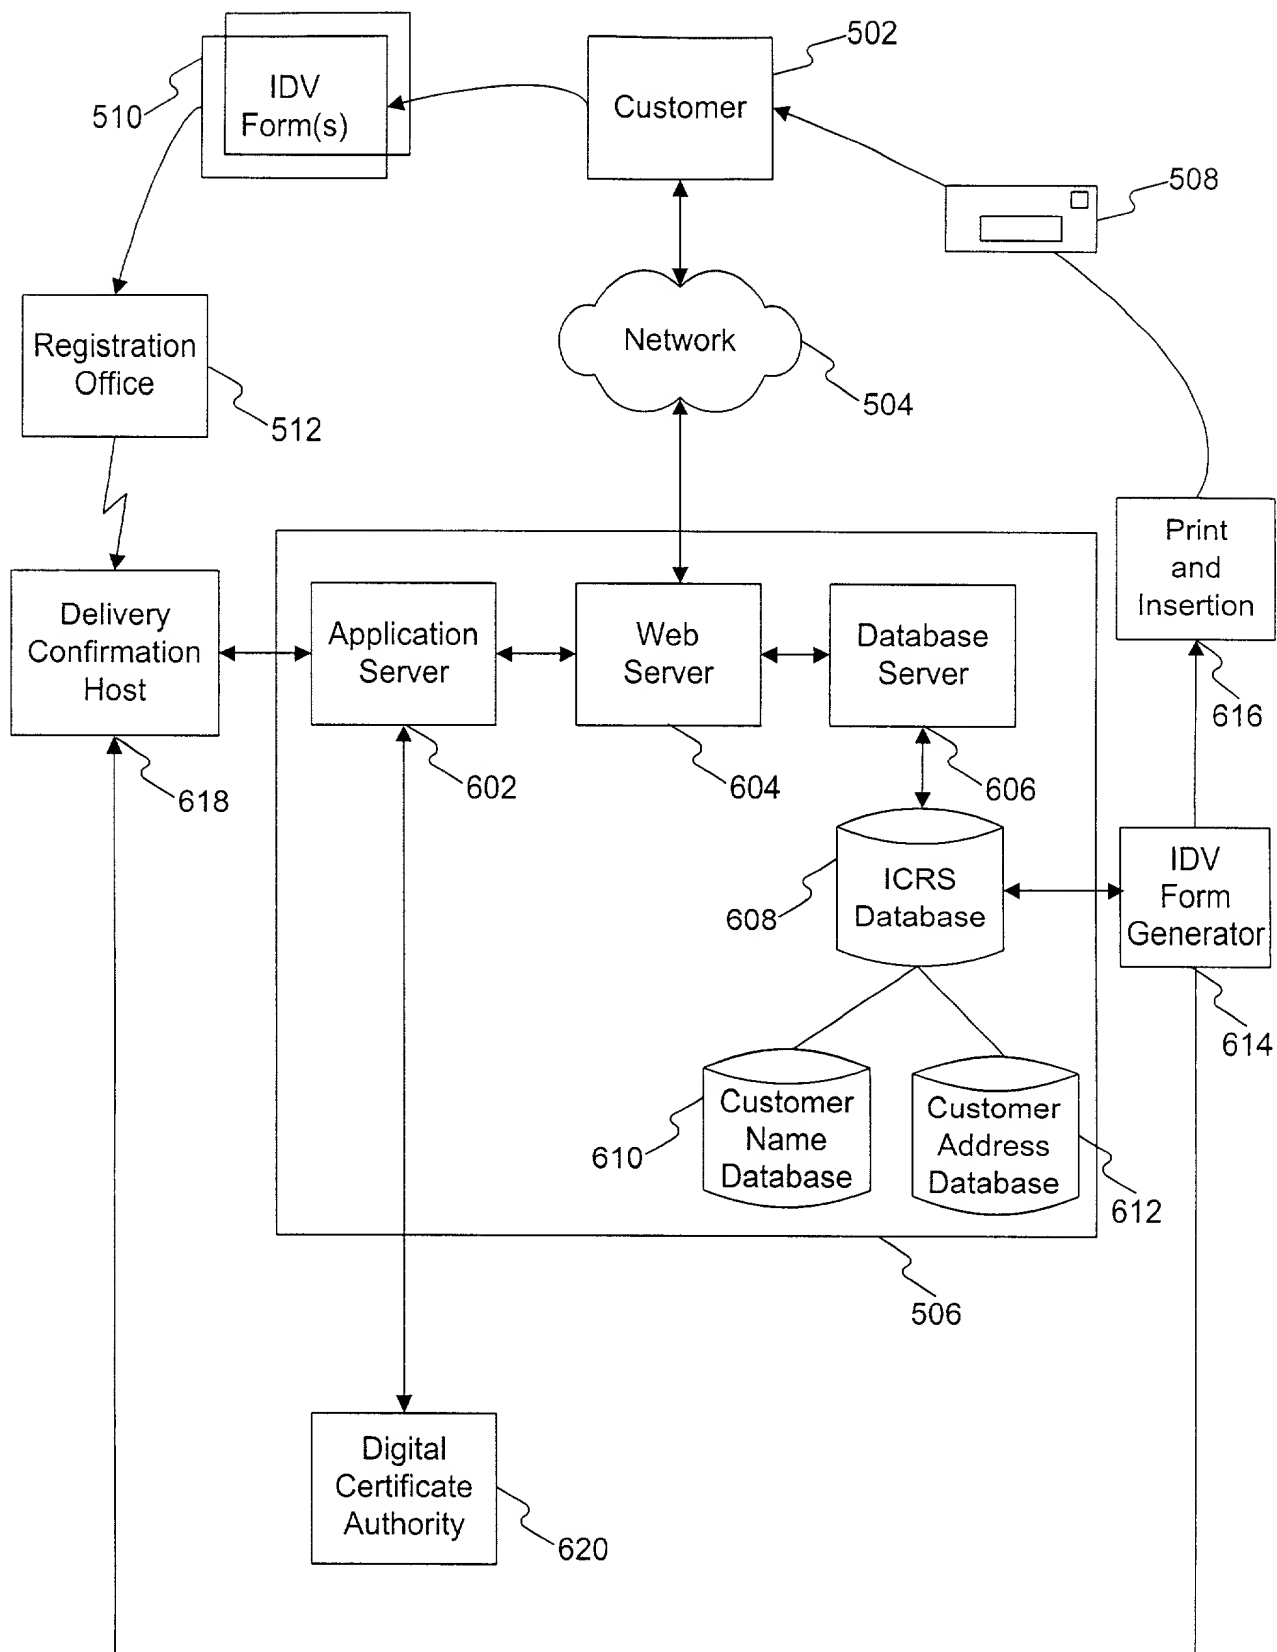 502
IDV
Form(s)
510
Customer
508
Network
504
Registration
Office
512
Print
and
Insertion
616
Delivery
Confirmation
Host
618
Application
Server
602
Web
Server
604
Database
Server
606
ICRS
Database
608
IDV
Form
Generator
614
Customer
Name
Database
610
Customer
Address
Database
612
506
Digital
Certificate
Authority
620